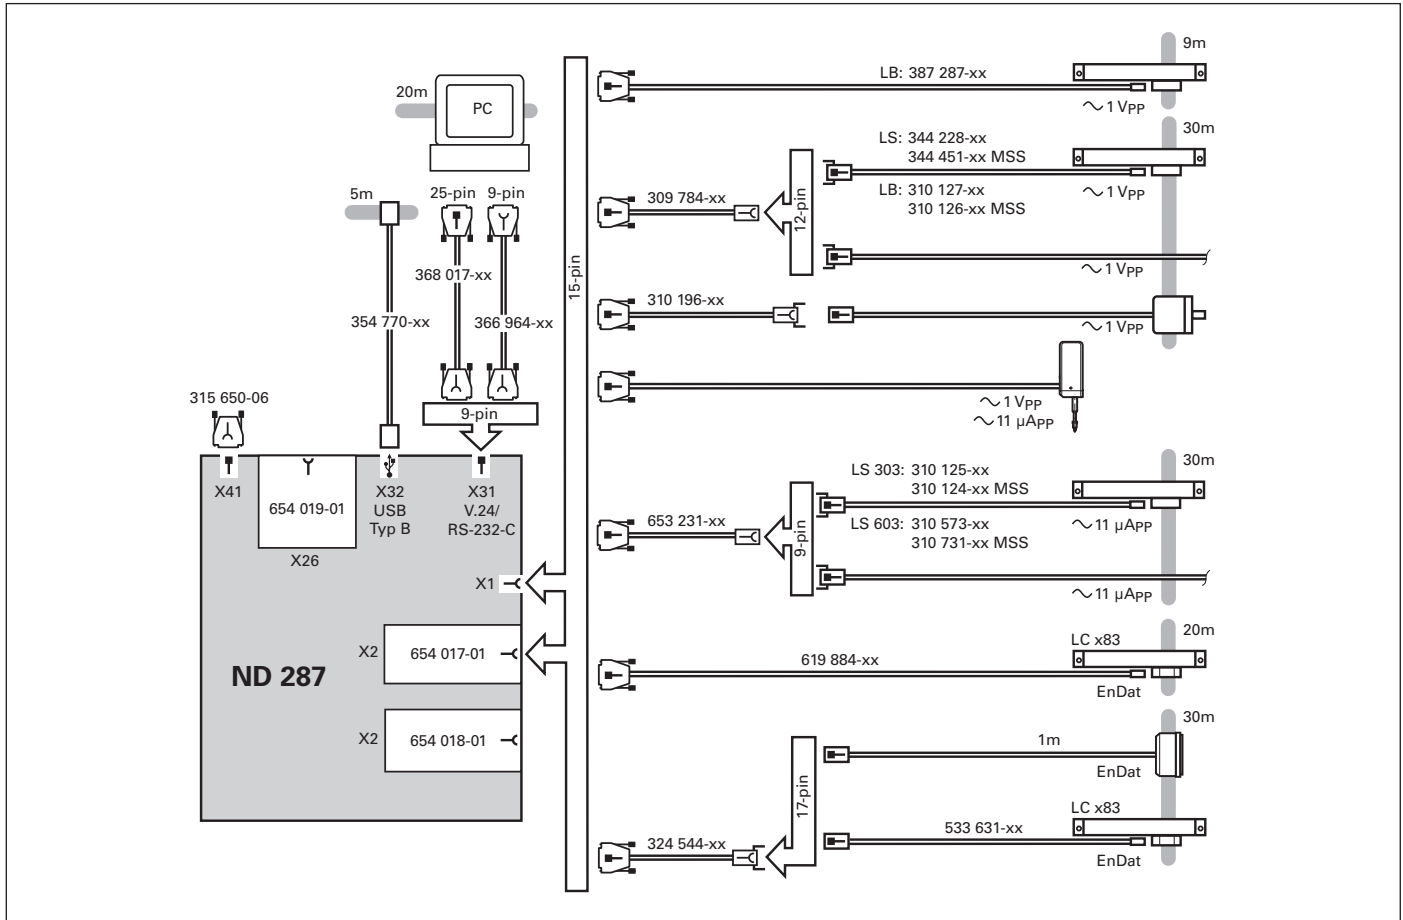 20m
PC
5m
25-pin
9-pin
368 017-xx
354 770-xx
366 964-xx
315 650-06
9-pin
X41
654 019-01
X26
X32
USB
Typ B
X31
V.24/
RS-232-C
X1
X2
654 017-01
ND 287
X2
654 018-01
15-pin
LB: 387 287-xx
9m
~ 1 VPP
309 784-xx
12-pin
LS: 344 228-xx
344 451-xx MSS
LB: 310 127-xx
310 126-xx MSS
30m
~ 1 VPP
~ 1 VPP
310 196-xx
~ 1 VPP
~ 1 VPP
~ 11 µAPP
653 231-xx
9-pin
LS 303: 310 125-xx
310 124-xx MSS
LS 603: 310 573-xx
310 731-xx MSS
30m
~ 11 µAPP
~ 11 µAPP
619 884-xx
LC x83
20m
EnDat
324 544-xx
17-pin
1m
30m
EnDat
533 631-xx
LC x83
EnDat